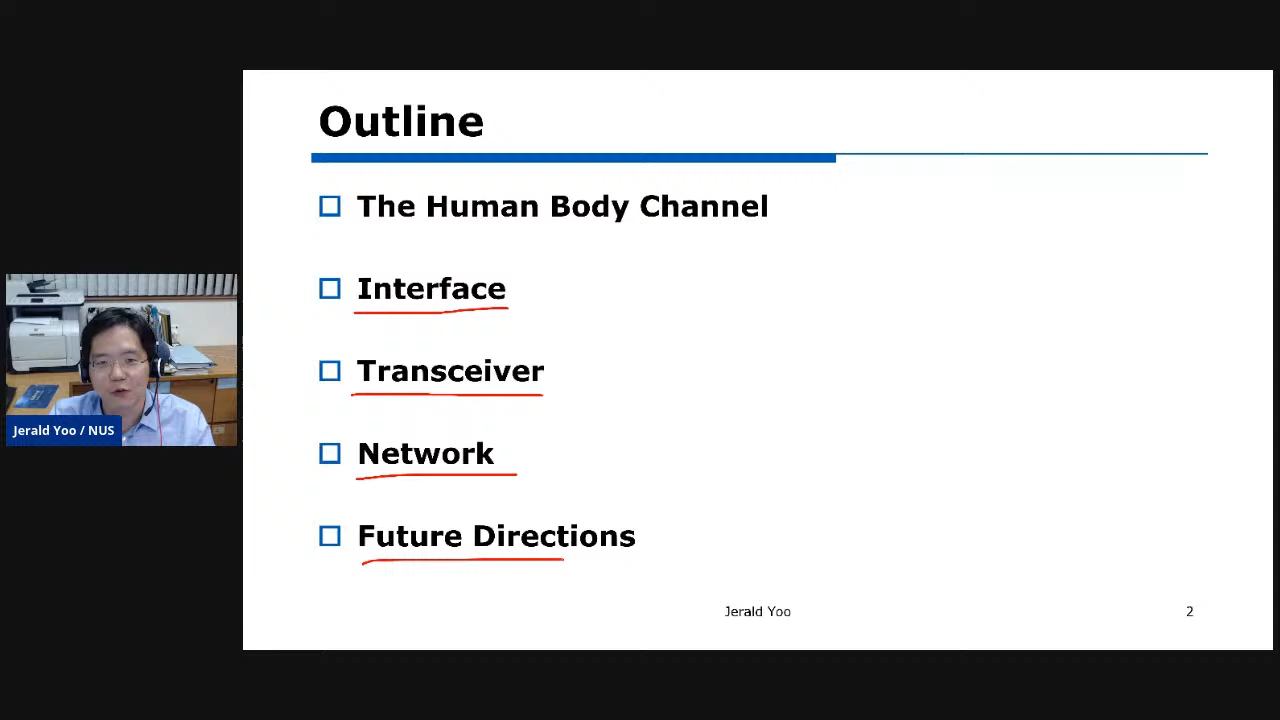 Outline
The Human Body Channel
Interface
Transceiver
Network
Future Directions
Jerald Yoo
2
Jerald Yoo / NUS